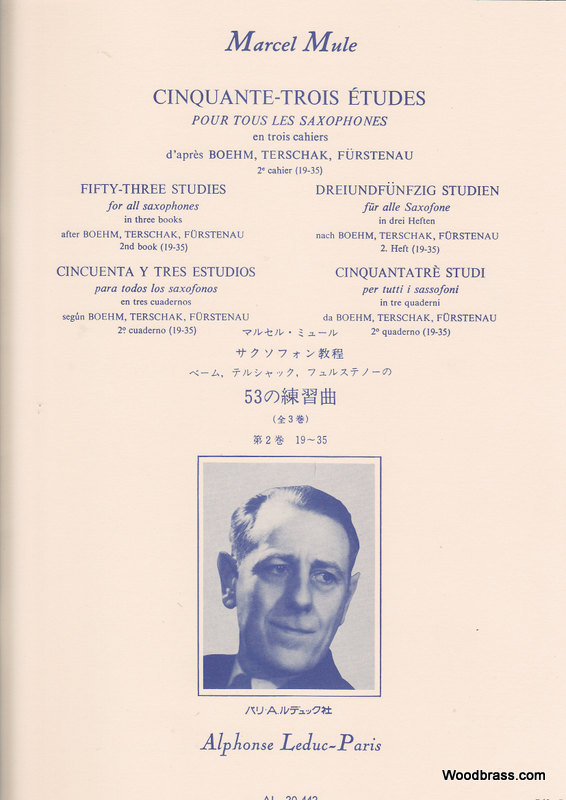 Marcel Mule
CINQUANTE-TROIS ÉTUDES
POUR TOUS LES SAXOPHONES
en trois cahiers
d'après BOEHM, TERSCHAK, FÜRSTENAU
2e cahier (19-35)
FIFTY-THREE STUDIES
for all saxophones
in three books
after BOEHM, TERSCHAK, FÜRSTENAU
2nd book (19-35)
DREIUNDFÜNFZIG STUDIEN
für alle Saxofone
in drei Heften
nach BOEHM, TERSCHAK, FÜRSTENAU
2. Heft (19-35)
CINCUENTA Y TRES ESTUDIOS
para todos los saxofonos
en tres cuadernos
según BOEHM, TERSCHAK, FÜRSTENAU
2º cuaderno (19-35)
CINQUANTATRÈ STUDI
per tutti i sassofoni
in tre quaderni
da BOEHM, TERSCHAK, FÜRSTENAU
2º quaderno (19-35)
マルセル・ミュール
サクソフォン教程
ベーム, テルシャック, フュルステノーの
53の練習曲
(全3巻)
第2巻 19〜35
パリ・A.ルデュック社
Alphonse Leduc-Paris
Woodbrass.com